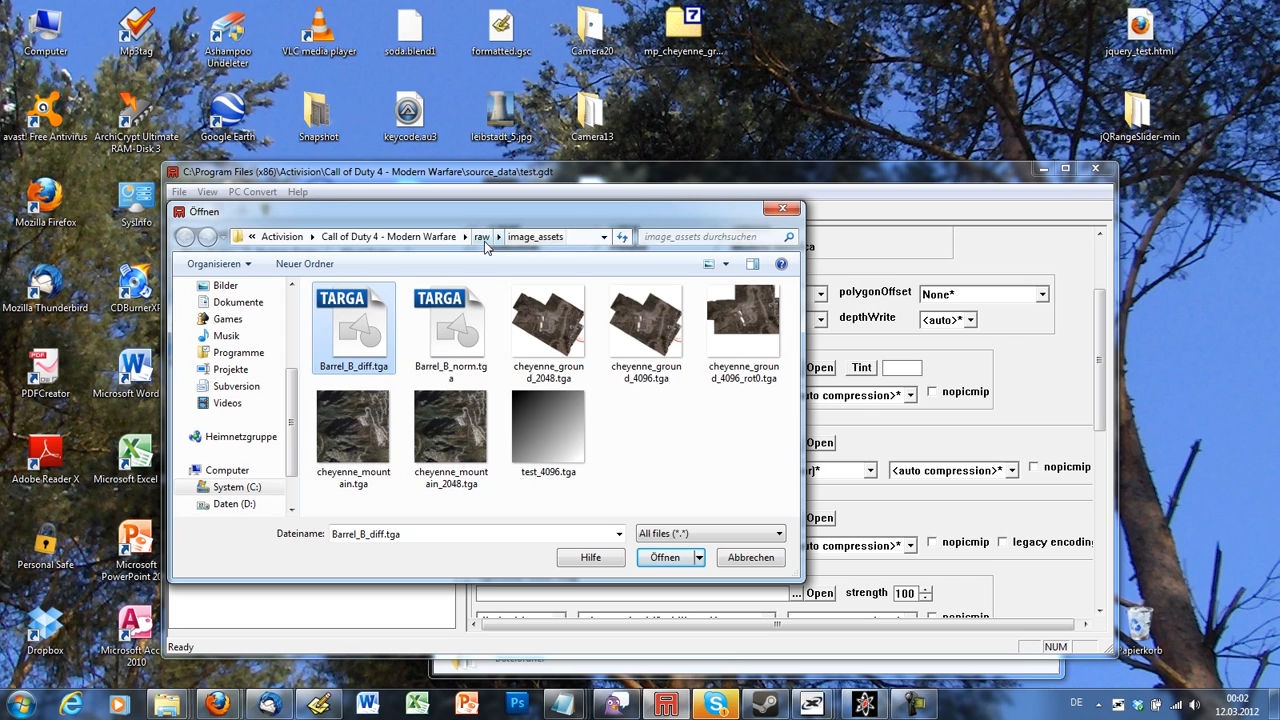 Computer
Mp3tag
Ashampoo Undeleter
VLC media player
soda.blend1
formatted.gsc
Camera20
7
mp_cheyenne_gr...
jquery_test.html
avast! Free Antivirus
ArchiCrypt Ultimate RAM-Disk 3
Google Earth
Snapshot
keycode.au3
leibstadt_5.jpg
Camera13
jQRangeSlider-min
Mozilla Firefox
SysInfo
Mozilla Thunderbird
CDBurnerXP
PDFCreator
Adobe Reader X
Microsoft Excel
Personal Safe
Microsoft PowerPoint 20
Dropbox
Microsoft Acc 2010
Papierkorb
C:\Program Files (x86)\Activision\Call of Duty 4 - Modern Warfare\source_data\test.gdt
File View PC Convert Help
Öffnen
« Activision Call of Duty 4 - Modern Warfare raw image_assets
image_assets durchsuchen
Organisieren Neuer Ordner
Bilder
Dokumente
Games
Musik
Programme
Projekte
Subversion
Videos
Heimnetzgruppe
Computer
System (C:)
Daten (D:)
TARGA
Barrel_B_diff.tga
TARGA
Barrel_B_norm.tga
cheyenne_ground_2048.tga
cheyenne_ground_4096.tga
cheyenne_ground_4096_rot0.tga
cheyenne_mountain.tga
cheyenne_mountain_2048.tga
test_4096.tga
Dateiname: Barrel_B_diff.tga
All files (*.*)
Hilfe Öffnen Abbrechen
polygonOffset None*
depthWrite <auto>*
Open Tint
auto compression>* nopicmip
Open
<auto compression>* nopicmip
Open
auto compression>* nopicmip legacy encoding
... Open strength 100
nopicmip
Ready
NUM
DE
00:02
12.03.2012